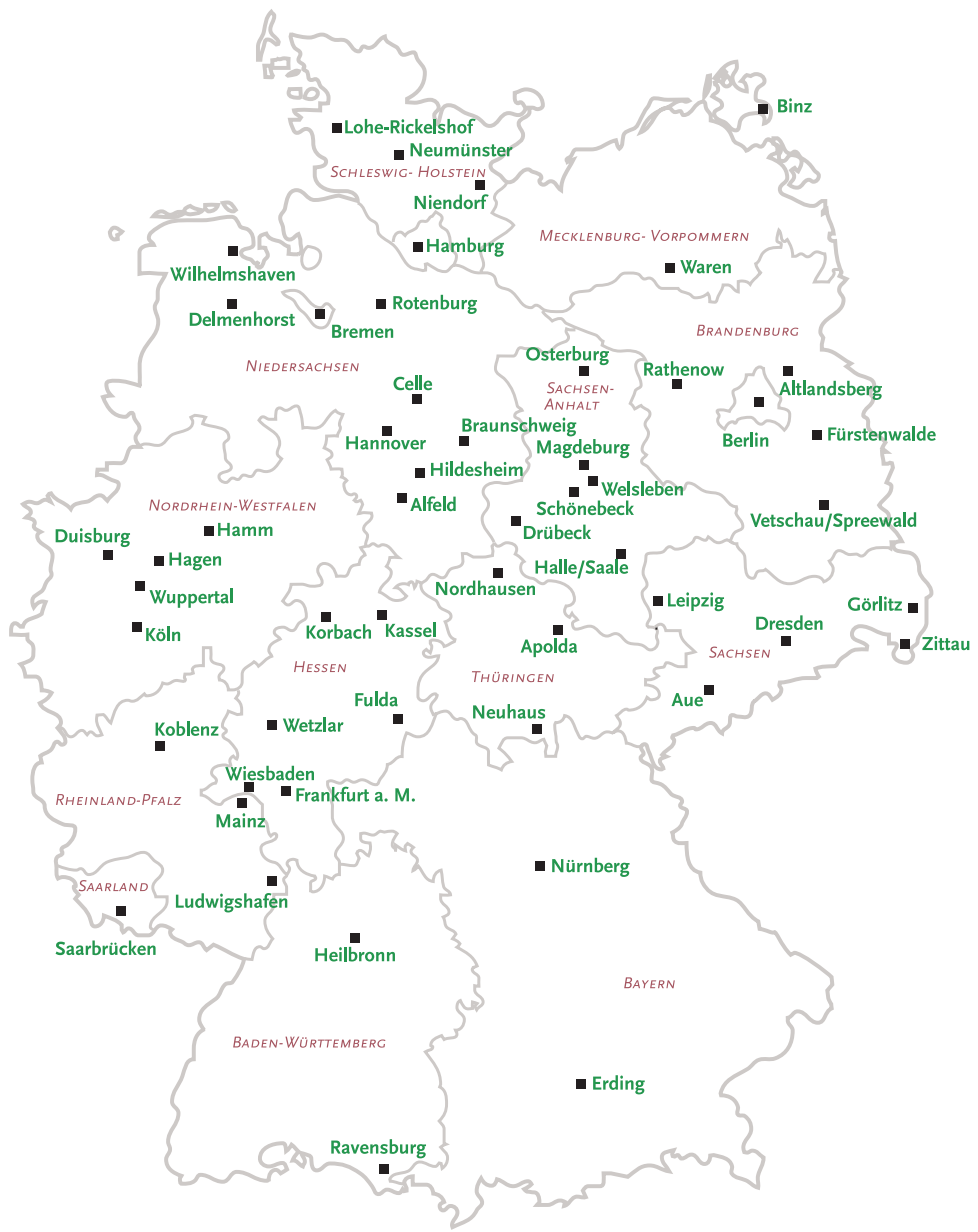 Binz
Lohe-Rickelshof
Neumünster
Schleswig- Holstein
Niendorf
Mecklenburg- Vorpommern
Hamburg
Waren
Wilhelmshaven
Rotenburg
Delmenhorst
Bremen
Brandenburg
Niedersachsen
Osterburg
Rathenow
Altlandsberg
Sachsen-
Anhalt
Celle
Braunschweig
Hannover
Berlin
Fürstenwalde
Magdeburg
Hildesheim
Welsleben
Alfeld
Schönebeck
Nordrhein-Westfalen
Vetschau/Spreewald
Hamm
Drübeck
Duisburg
Hagen
Halle/Saale
Nordhausen
Wuppertal
Leipzig
Görlitz
Köln
Korbach
Kassel
Apolda
Dresden
Zittau
Sachsen
Hessen
Thüringen
Aue
Fulda
Neuhaus
Wetzlar
Koblenz
Wiesbaden
Frankfurt a. M.
Rheinland-Pfalz
Mainz
Nürnberg
Saarland
Ludwigshafen
Saarbrücken
Heilbronn
Bayern
Baden-Württemberg
Erding
Ravensburg